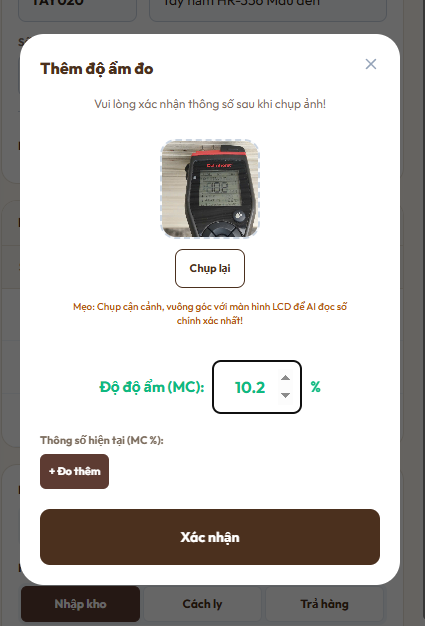 Tay nắm HR-556 Màu đen
Thêm độ ẩm đo
Vui lòng xác nhận thông số sau khi chụp ảnh!
Chụp lại
Mẹo: Chụp cận cảnh, vuông góc với màn hình LCD để AI đọc số
chính xác nhất!
Độ độ ẩm (MC): 10.2 %
Thông số hiện tại (MC %):
+ Đo thêm
Xác nhận
Nhập kho Cách ly Trả hàng